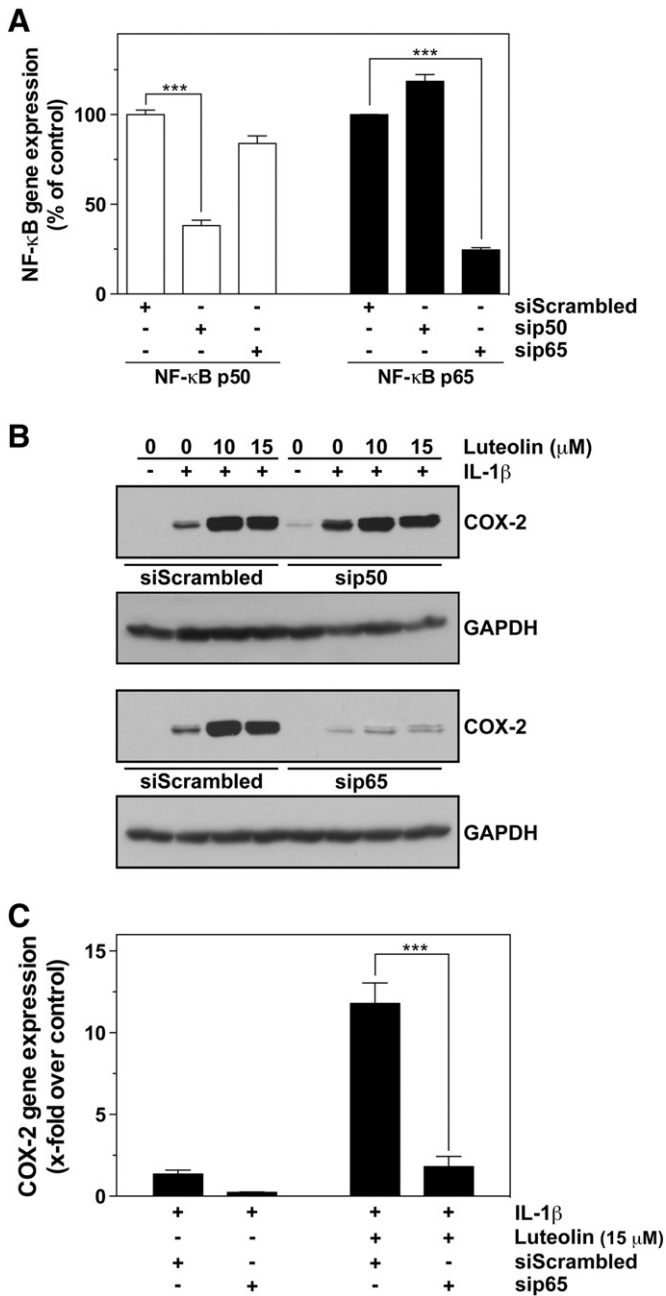 A
NF-κB gene expression
(% of control)
100
50
0
***
***
+ - - + - - siScrambled
- + - - + - sip50
- - + - - + sip65
NF-κB p50 NF-κB p65
B
0 0 10 15 0 0 10 15 Luteolin (μM)
- + + + - + + + IL-1β
COX-2
siScrambled sip50
GAPDH
COX-2
siScrambled sip65
GAPDH
C
COX-2 gene expression
(x-fold over control)
15
10
5
0
***
+ + + + IL-1β
- - + + Luteolin (15 μM)
+ - + - siScrambled
- + - + sip65